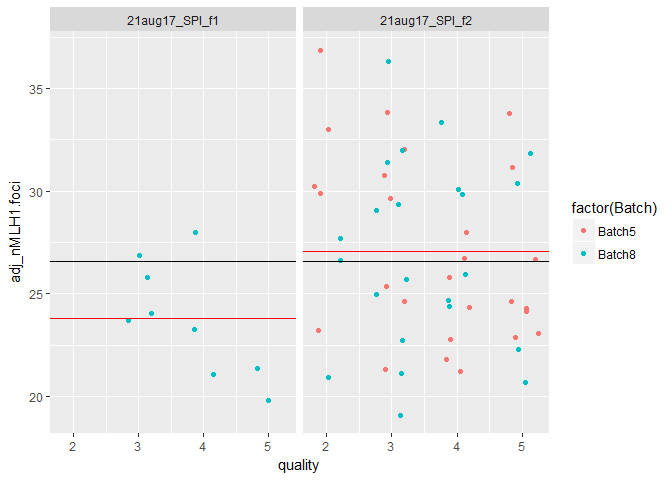 21aug17_SPI_f1
21aug17_SPI_f2
adj_nMLH1.foci
35
30
25
20
2 3 4 5
2 3 4 5
quality
factor(Batch)
Batch5
Batch8